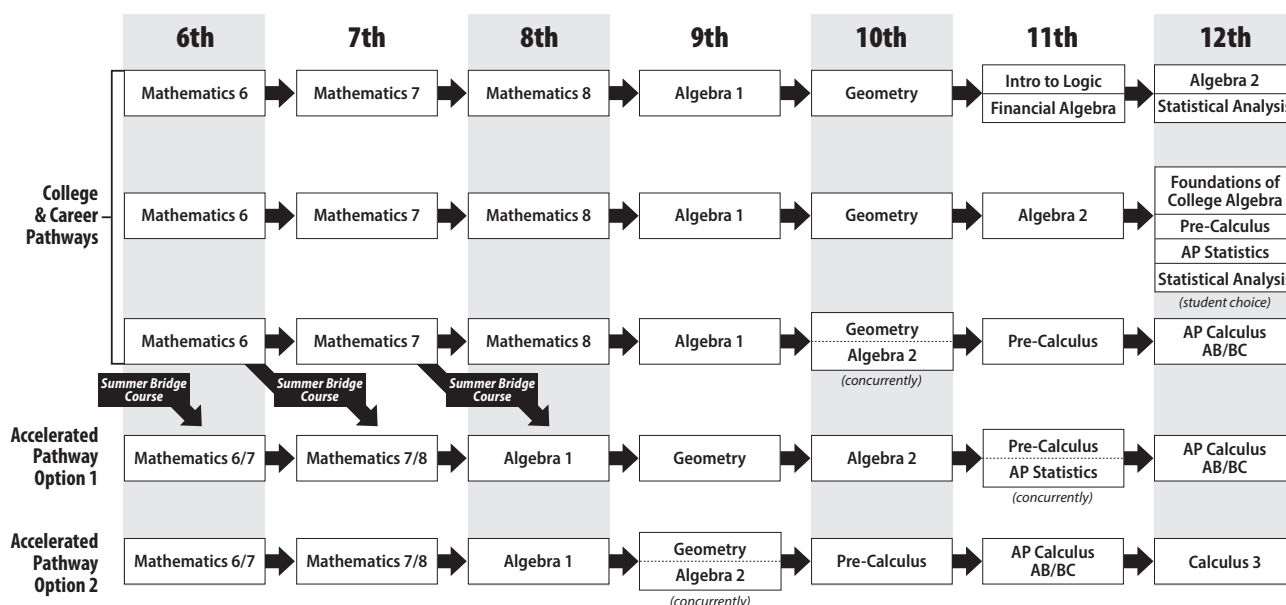 6th
7th
8th
9th
10th
11th
12th
College
& Career
Pathways
Mathematics 6
Mathematics 7
Mathematics 8
Algebra 1
Geometry
Intro to Logic
Financial Algebra
Algebra 2
Statistical Analysis
Mathematics 6
Mathematics 7
Mathematics 8
Algebra 1
Geometry
Algebra 2
Foundations of
College Algebra
Pre-Calculus
AP Statistics
Statistical Analysis
(student choice)
Mathematics 6
Mathematics 7
Mathematics 8
Algebra 1
Geometry
Algebra 2
(concurrently)
Pre-Calculus
AP Calculus
AB/BC
Summer Bridge
Course
Summer Bridge
Course
Summer Bridge
Course
Accelerated
Pathway
Option 1
Mathematics 6/7
Mathematics 7/8
Algebra 1
Geometry
Algebra 2
Pre-Calculus
AP Statistics
(concurrently)
AP Calculus
AB/BC
Accelerated
Pathway
Option 2
Mathematics 6/7
Mathematics 7/8
Algebra 1
Geometry
Algebra 2
(concurrently)
Pre-Calculus
AP Calculus
AB/BC
Calculus 3